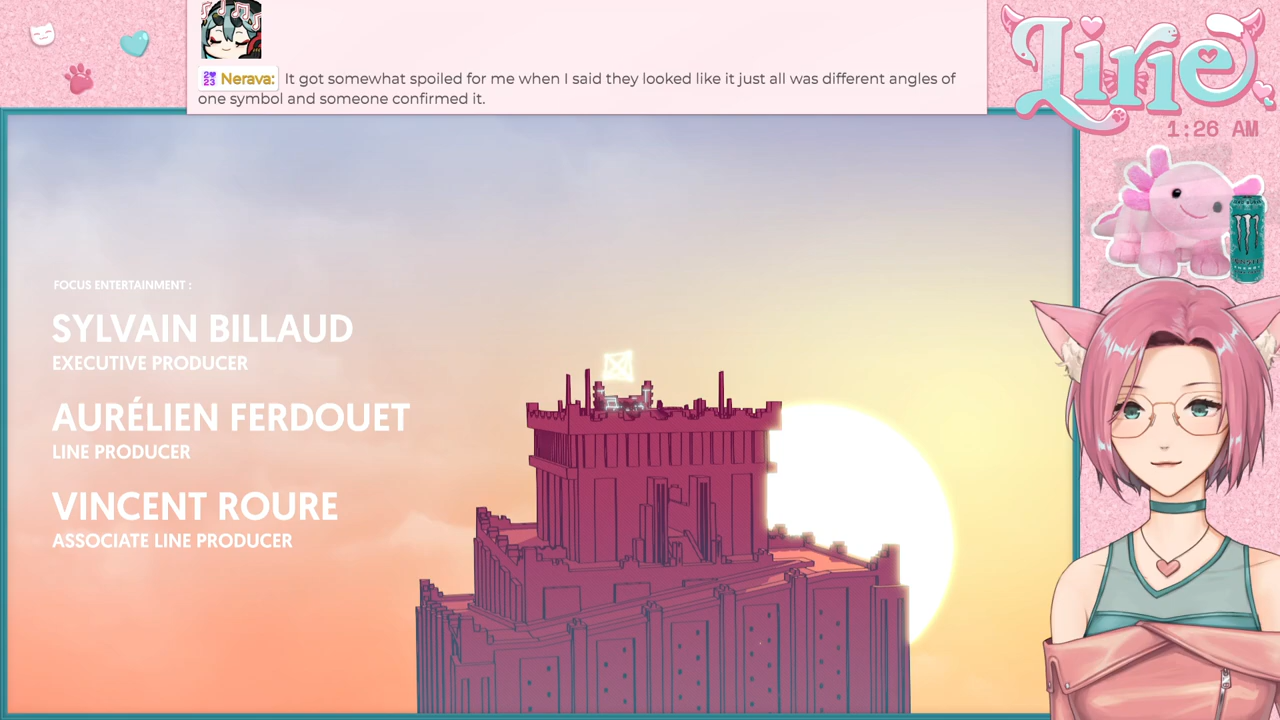 Nerava: It got somewhat spoiled for me when I said they looked like it just all was different angles of
one symbol and someone confirmed it.
Lirie
1:26 AM
FOCUS ENTERTAINMENT :
SYLVAIN BILLAUD
EXECUTIVE PRODUCER
AURÉLIEN FERDOUET
LINE PRODUCER
VINCENT ROURE
ASSOCIATE LINE PRODUCER